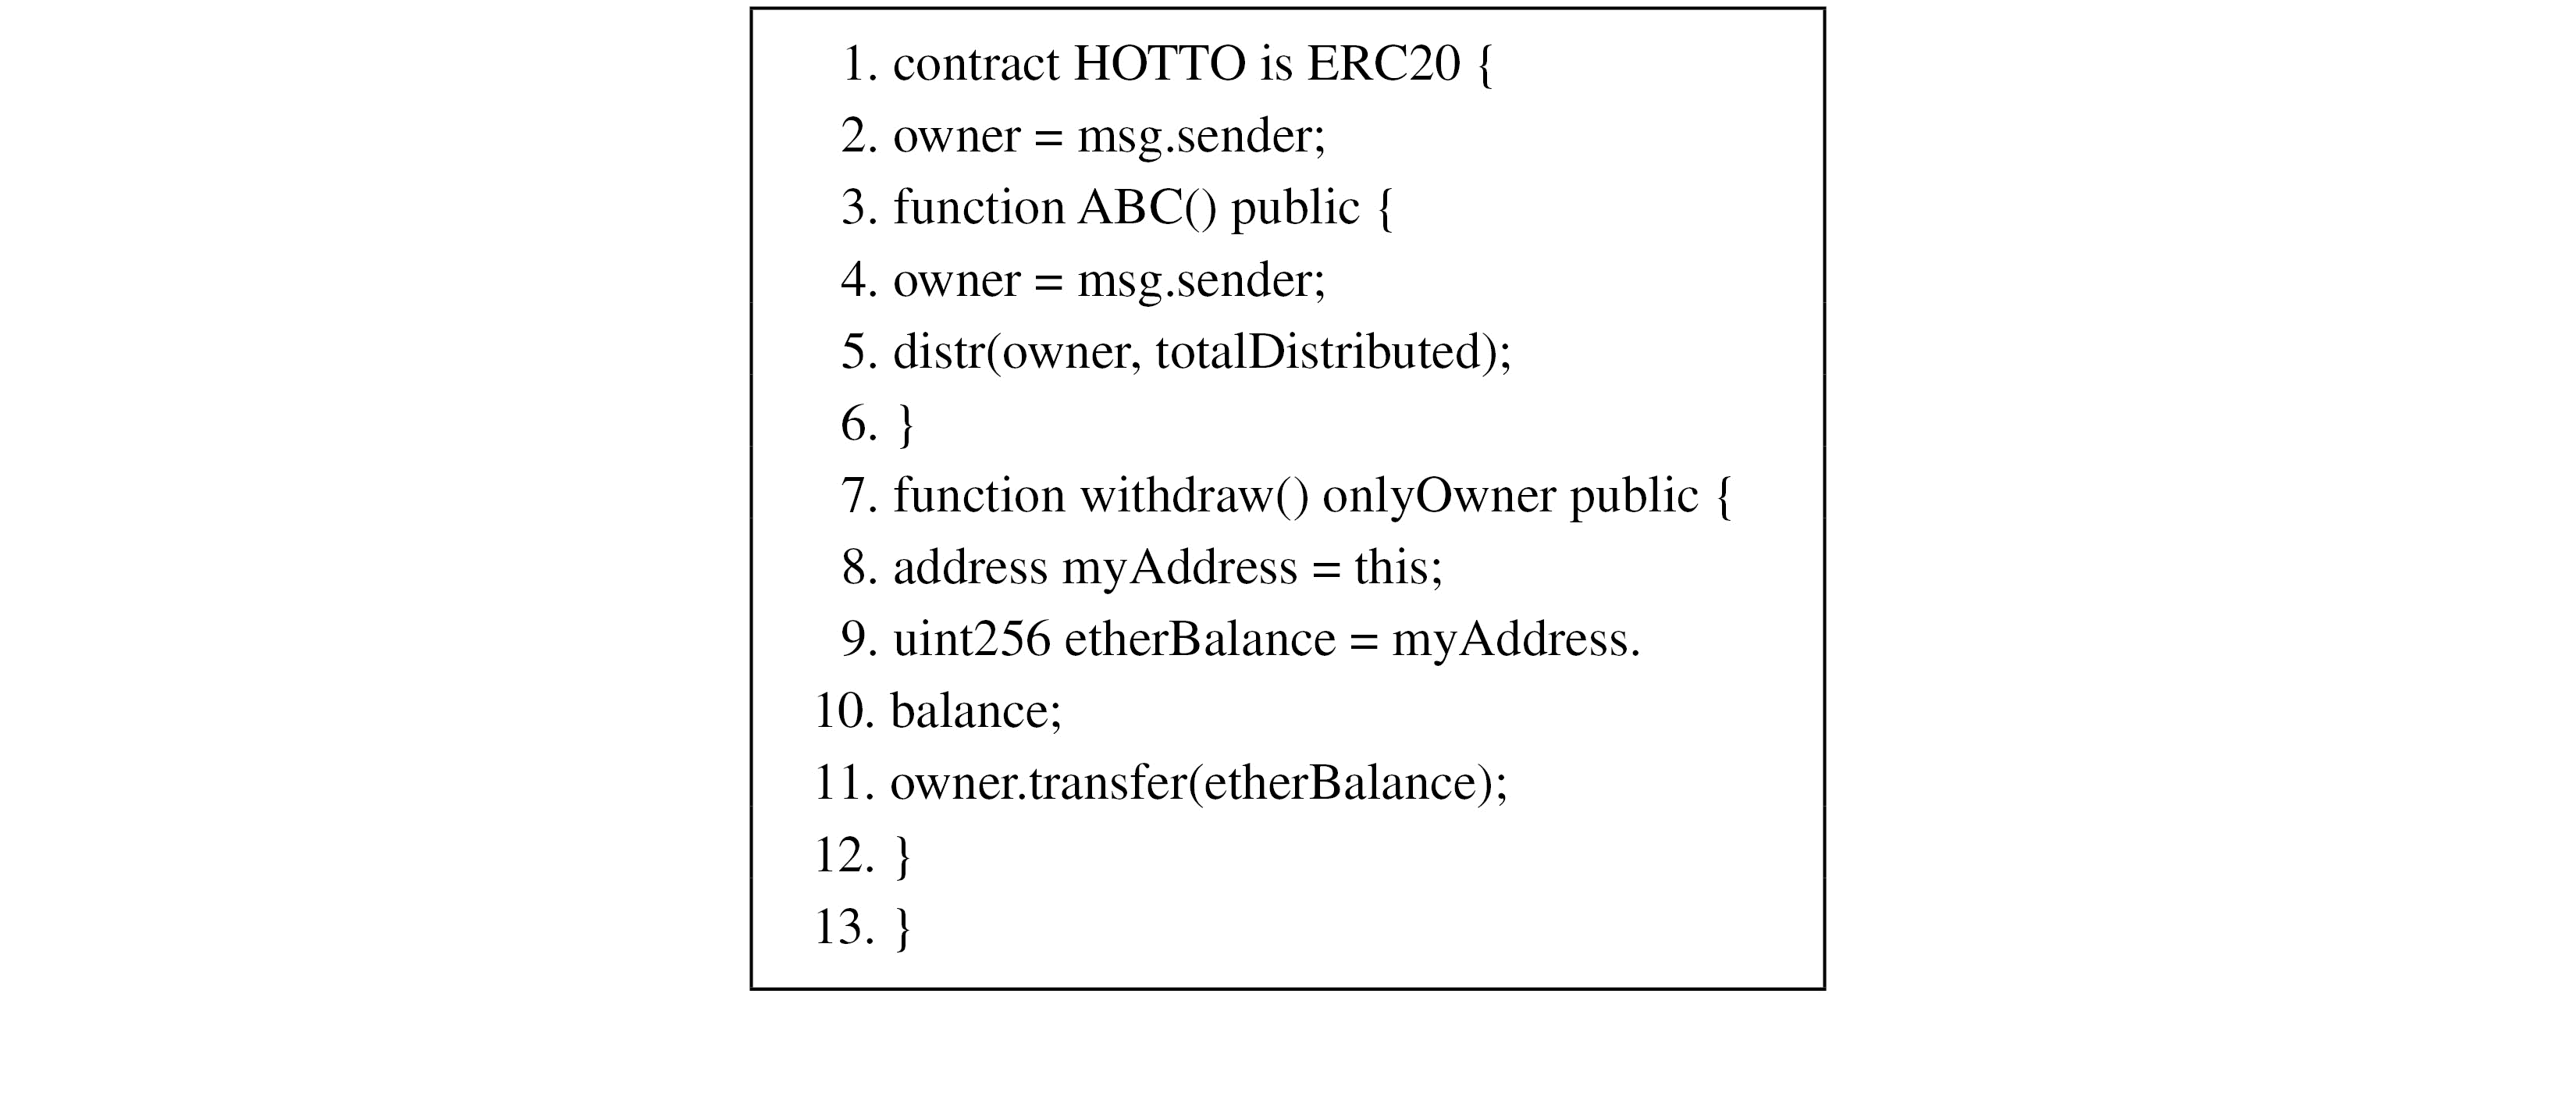 1. contract HOTTO is ERC20 {
2. owner = msg.sender;
3. function ABC() public {
4. owner = msg.sender;
5. distr(owner, totalDistributed);
6. }
7. function withdraw() onlyOwner public {
8. address myAddress = this;
9. uint256 etherBalance = myAddress.
10. balance;
11. owner.transfer(etherBalance);
12. }
13. }